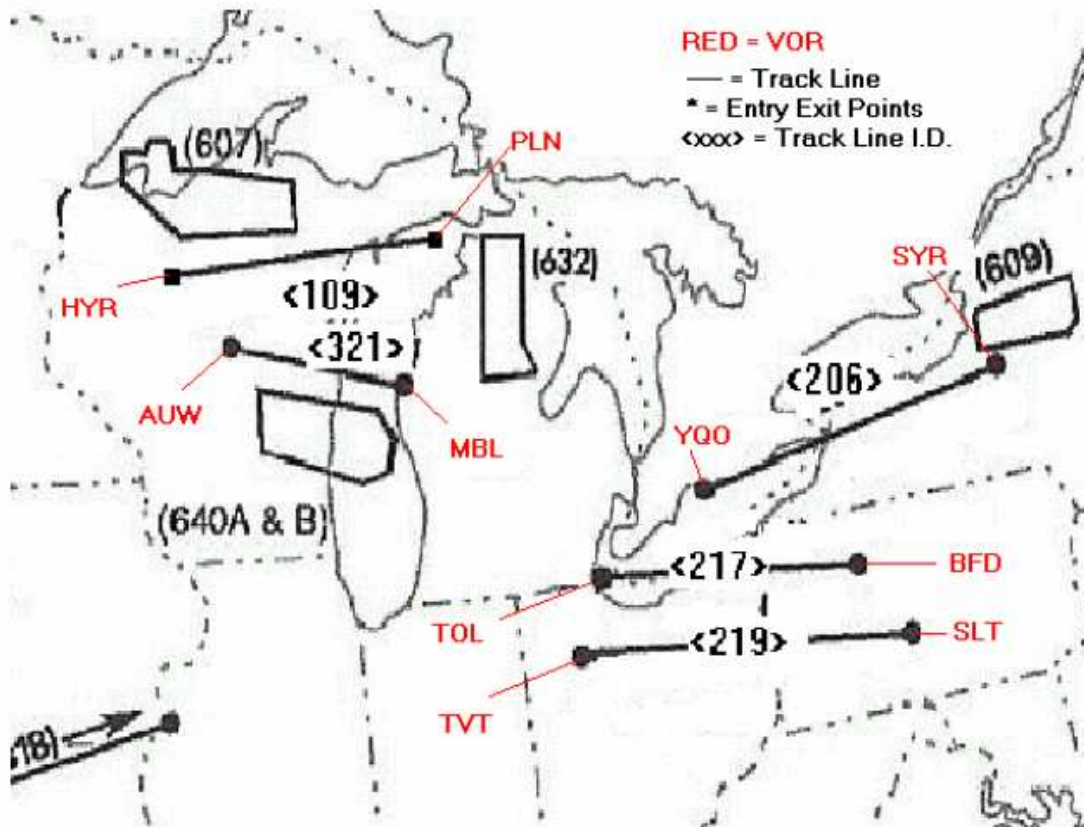 RED = VOR
— = Track Line
* = Entry Exit Points
<xxx> = Track Line I.D.
(607)
PLN
HYR
<109>
(632)
SYR
(609)
<321>
<206>
AUW
MBL
YQO
(640A & B)
<217>
BFD
TOL
<219>
SLT
TVT
18)